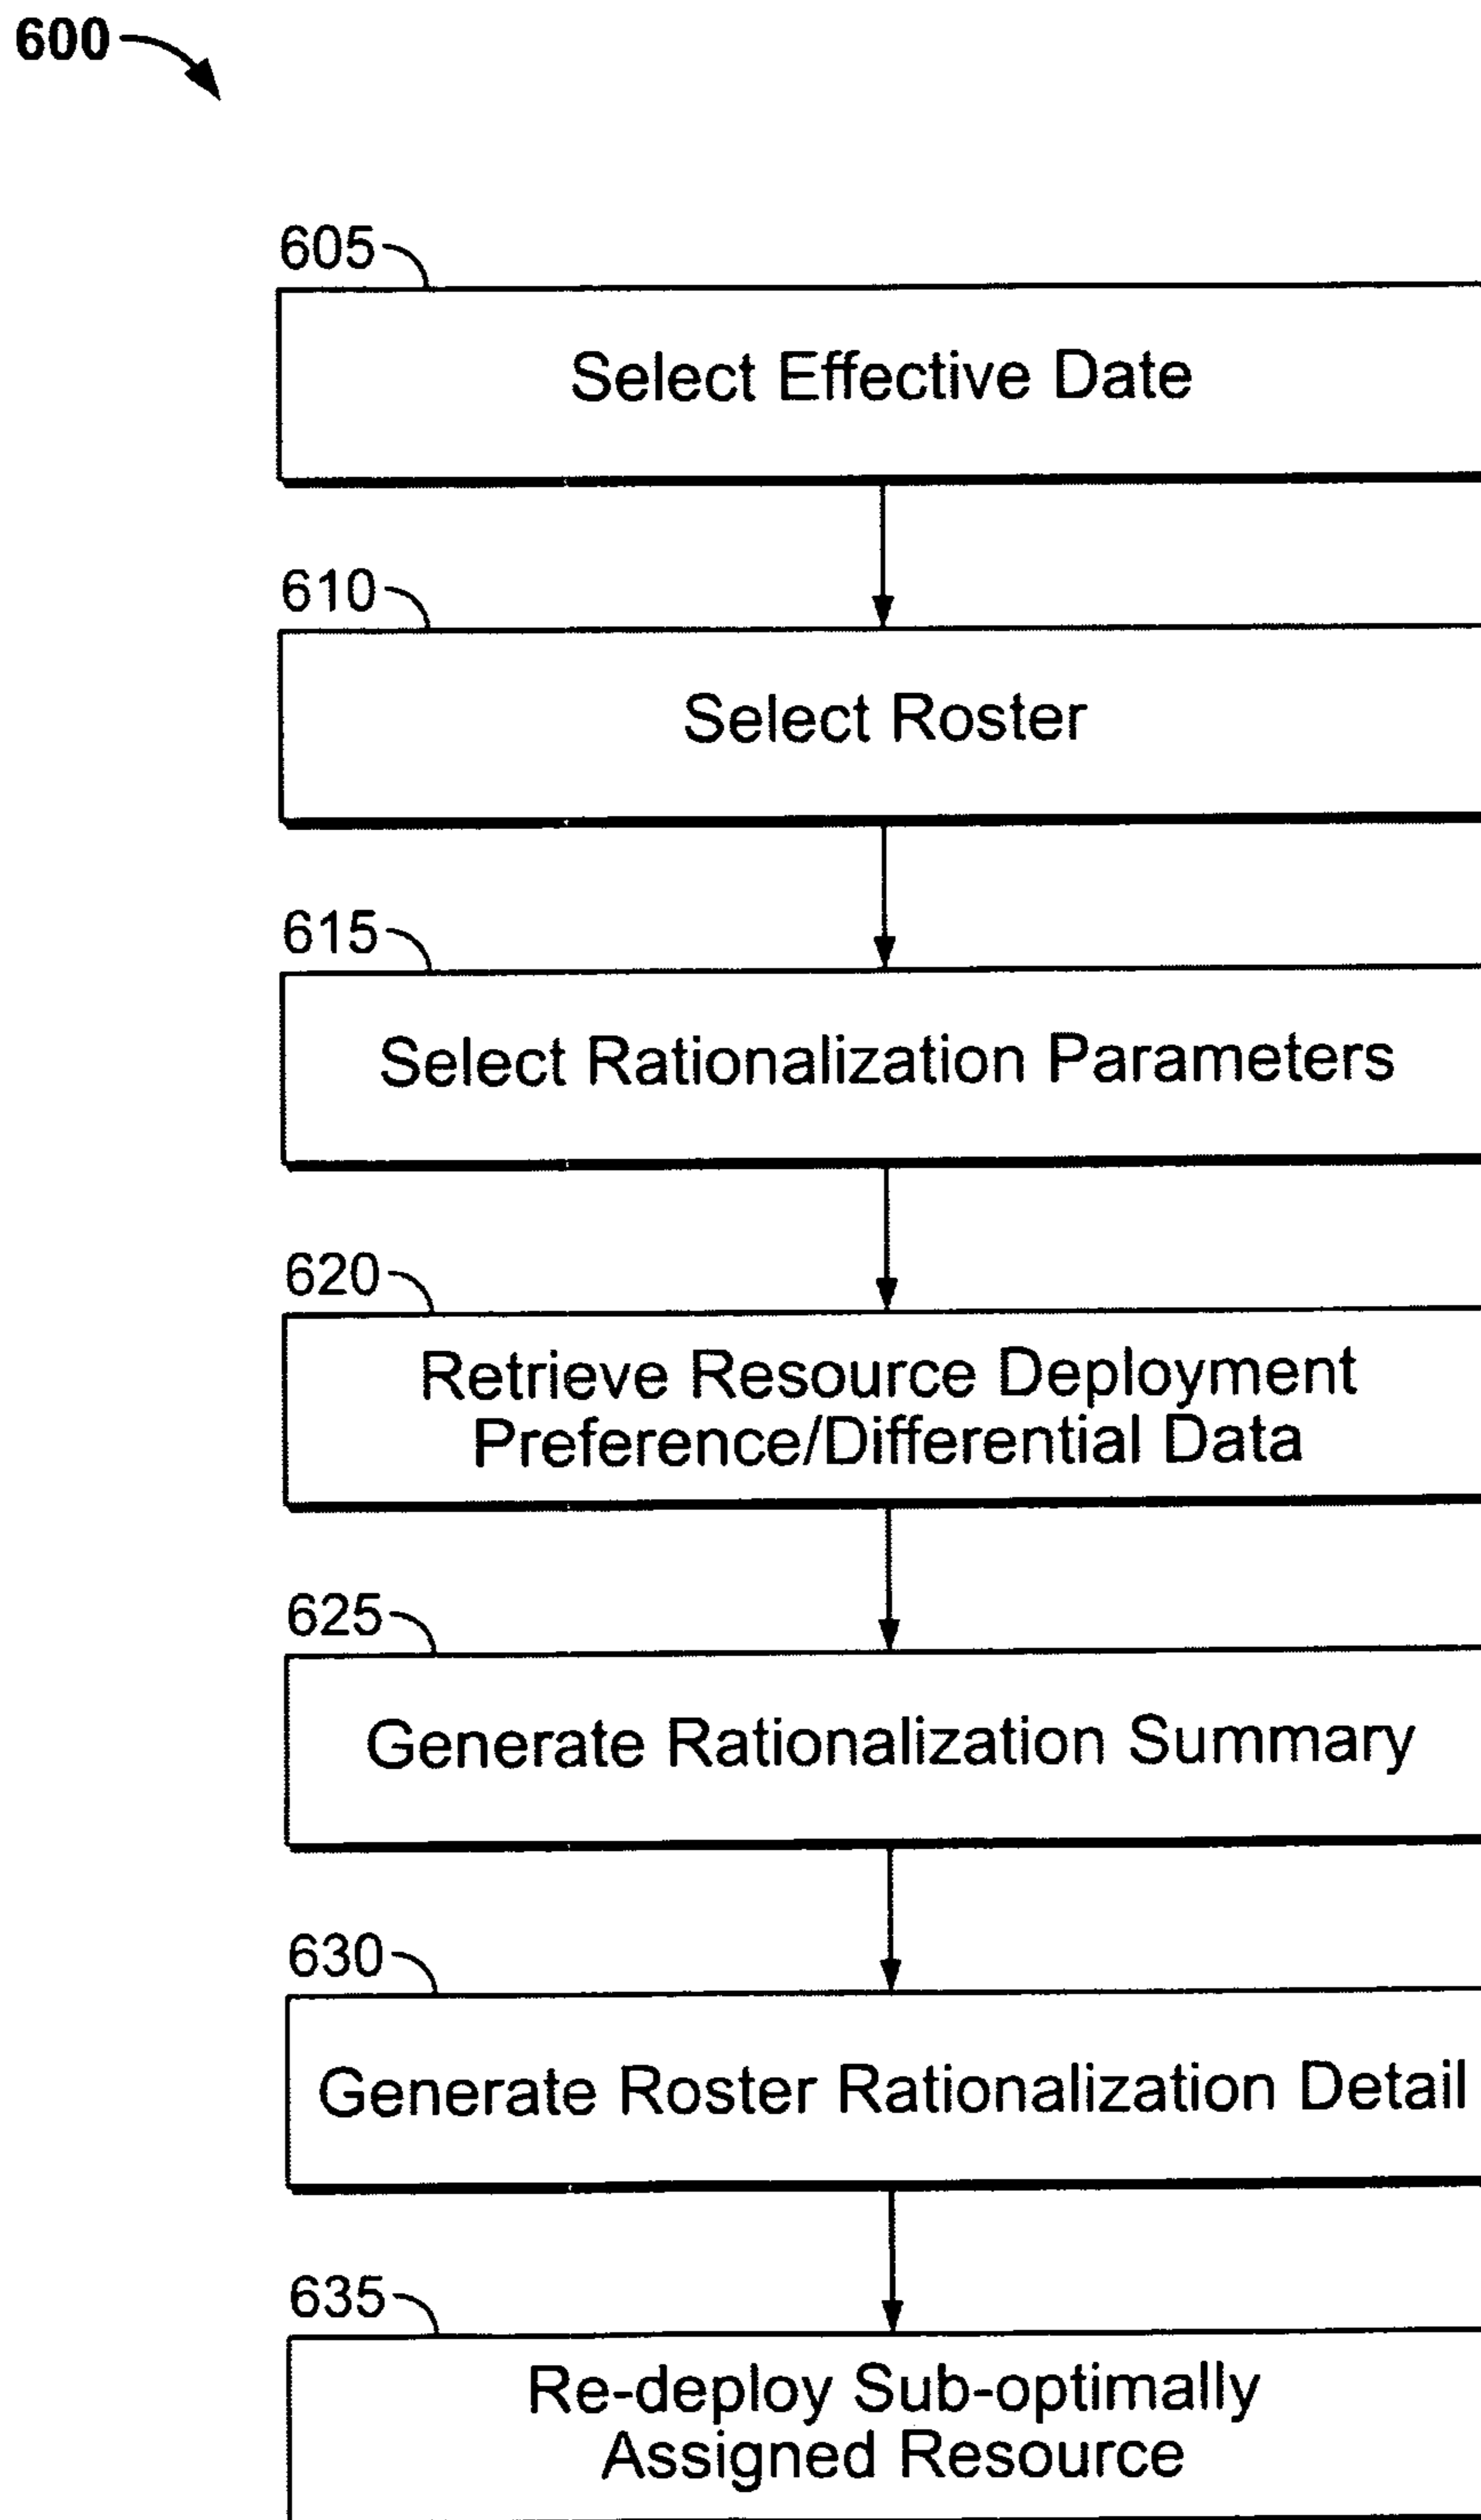 600
605
Select Effective Date
610
Select Roster
615
Select Rationalization Parameters
620
Retrieve Resource Deployment
Preference/Differential Data
625
Generate Rationalization Summary
630
Generate Roster Rationalization Detail
635
Re-deploy Sub-optimally
Assigned Resource